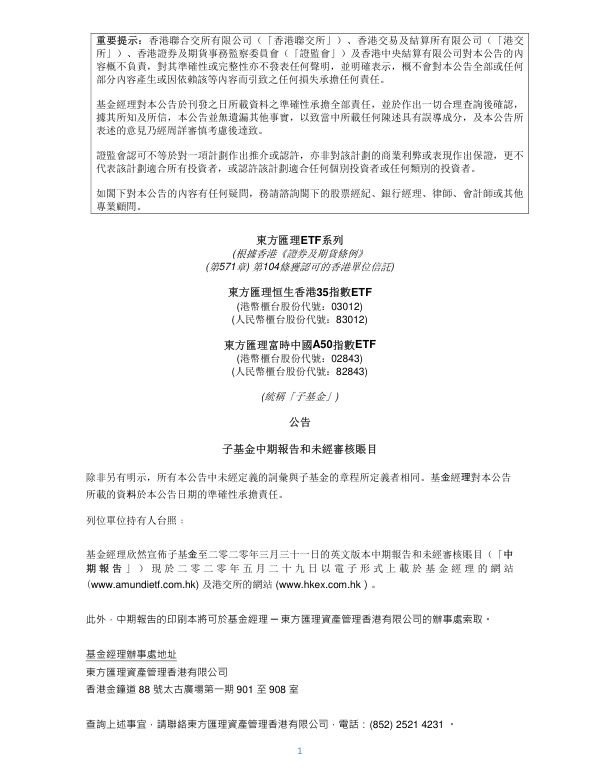 重要提示：香港聯合交所有限公司（「香港聯交所」）、香港交易及結算所有限公司（「港交
所」）、香港證券及期貨事務監察委員會（「證監會」）及香港中央結算有限公司對本公告的內
容概不負責，對其準確性或完整性亦不發表任何聲明，並明確表示，概不會對本公告全部或任何
部分內容產生或因依賴該等內容而引致之任何損失承擔任何責任。
基金經理對本公告於刊發之日所載資料之準確性承擔全部責任，並於作出一切合理查詢後確認，
據其所知及所信，本公告並無遺漏其他事實，以致當中所載任何陳述具有誤導成分，及本公告所
表述的意見乃經周詳審慎考慮後達致。
證監會認可不等於對一項計劃作出推介或認許，亦非對該計劃的商業利弊或表現作出保證，更不
代表該計劃適合所有投資者，或認許該計劃適合任何個別投資者或任何類別的投資者。
如閣下對本公告的內容有任何疑問，務請諮詢閣下的股票經紀、銀行經理、律師、會計師或其他
專業顧問。
東方匯理ETF系列
(根據香港《證券及期貨條例》
(第571章) 第104條獲認可的香港單位信託)
東方匯理恒生香港35指數ETF
(港幣櫃台股份代號：03012)
(人民幣櫃台股份代號：83012)
東方匯理富時中國A50指數ETF
(港幣櫃台股份代號：02843)
(人民幣櫃台股份代號：82843)
(統稱「子基金」)
公告
子基金中期報告和未經審核賬目
除非另有明示，所有本公告中未經定義的詞彙與子基金的章程所定義者相同。基金經理對本公告
所載的資料於本公告日期的準確性承擔責任。
列位單位持有人台照：
基金經理欣然宣佈子基金至二零二零年三月三十一日的英文版本中期報告和未經審核賬目（「中
期報告」）現於二零二零年五月二十九日以電子形式上載於基金經理的網站
(www.amundietf.com.hk) 及港交所的網站 (www.hkex.com.hk ) 。
此外，中期報告的印刷本將可於基金經理 ─ 東方匯理資產管理香港有限公司的辦事處索取。
基金經理辦事處地址
東方匯理資產管理香港有限公司
香港金鐘道 88 號太古廣場第一期 901 至 908 室
查詢上述事宜，請聯絡東方匯理資產管理香港有限公司，電話：(852) 2521 4231 。
1